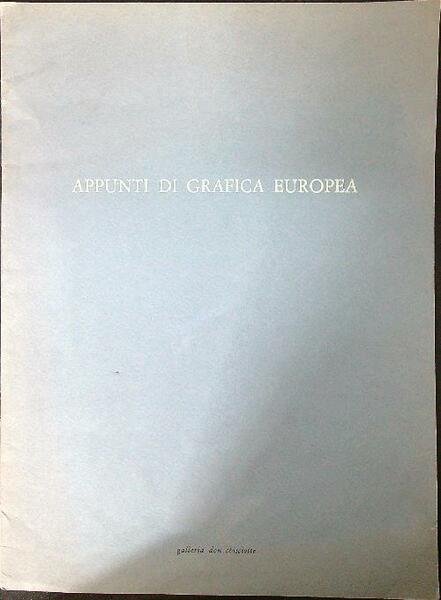 APPUNTI DI GRAFICA EUROPEA
galleria don chisciotte